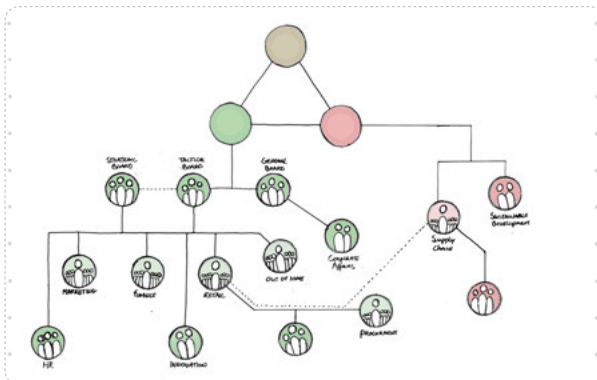 STRATEGIC
BOARD
TACTICAL
BOARD
GENERAL
BOARD
SUSTAINABLE
Development
Supply
Chain
Corporate
Affairs
OUT OF HOME
MARKETING
FINANCE
RETAIL
PROCUREMENT
HR
INNOVATION